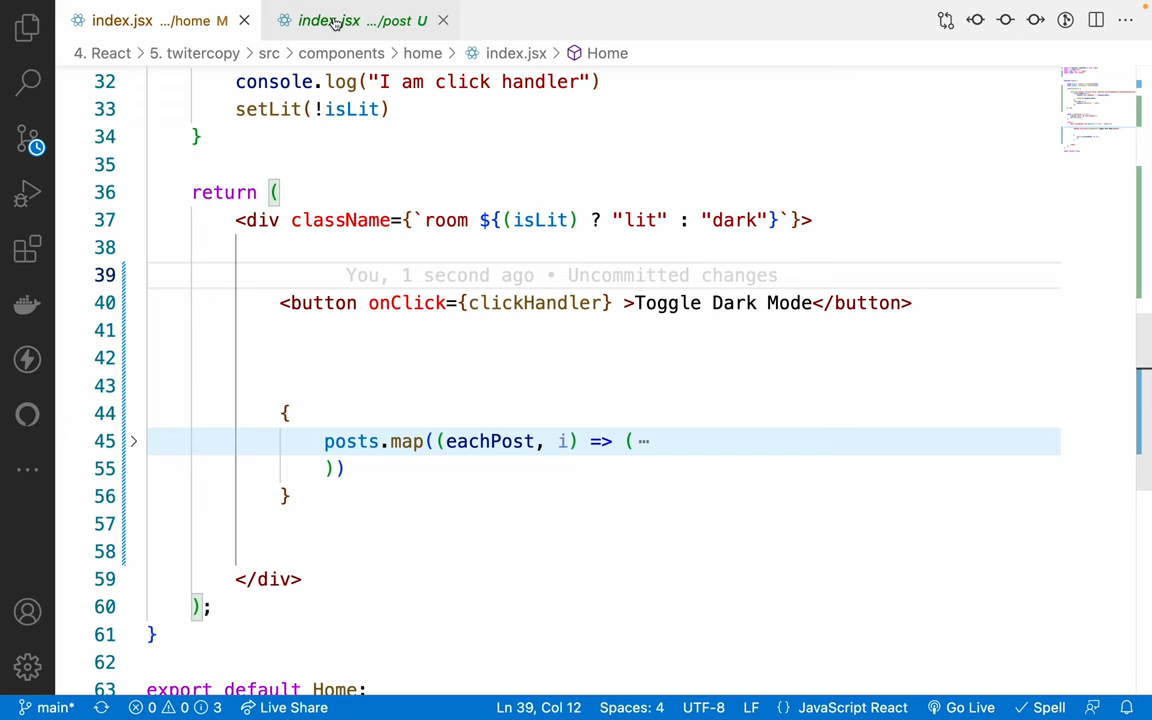 index.jsx .../home M
index.jsx .../post U
4. React > 5. twitercopy > src > components > home > index.jsx > Home
32 console.log("I am click handler")
33 setLit(!isLit)
34 }
35
36 return (
37 <div className={`room ${(isLit) ? "lit" : "dark"}`}>
38
39 You, 1 second ago • Uncommitted changes
40 <button onClick={clickHandler} >Toggle Dark Mode</button>
41
42
43
44 {
45 posts.map((eachPost, i) => ( ⋯
55 ))
56 }
57
58
59 </div>
60 );
61 }
62
63 export default Home;
main* 0 0 3 Live Share Ln 39, Col 12 Spaces: 4 UTF-8 LF {} JavaScript React Go Live Spell